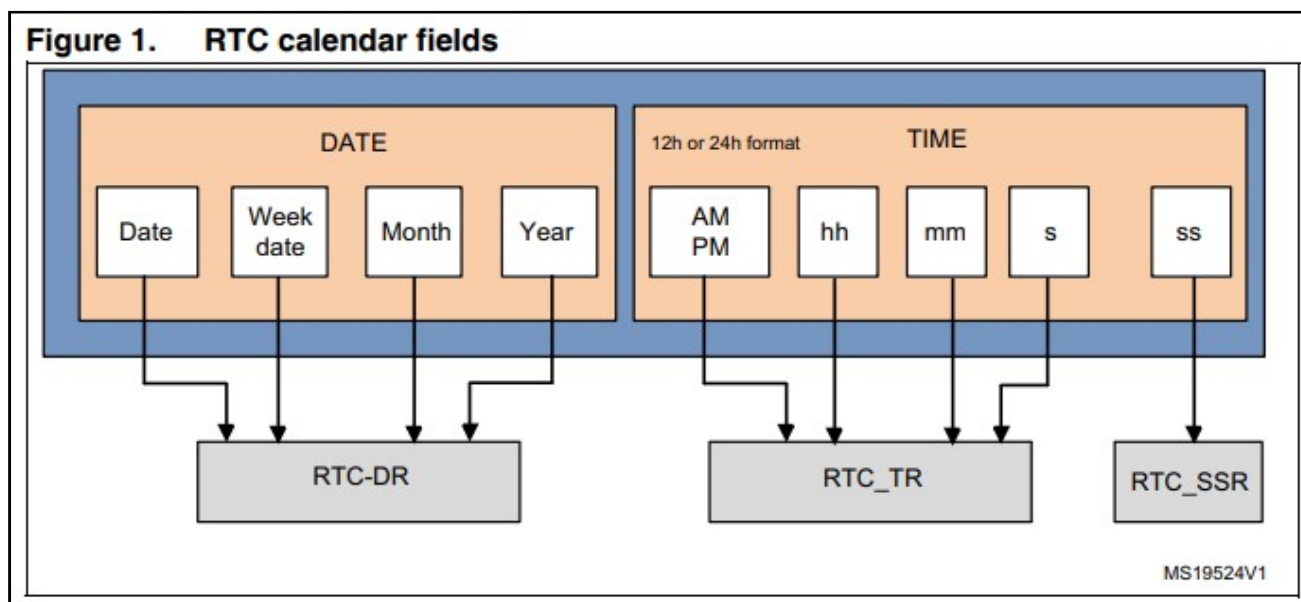 Figure 1. RTC calendar fields
DATE
Date
Week
date
Month
Year
12h or 24h format
TIME
AM
PM
hh
mm
s
ss
RTC-DR
RTC_TR
RTC_SSR
MS19524V1